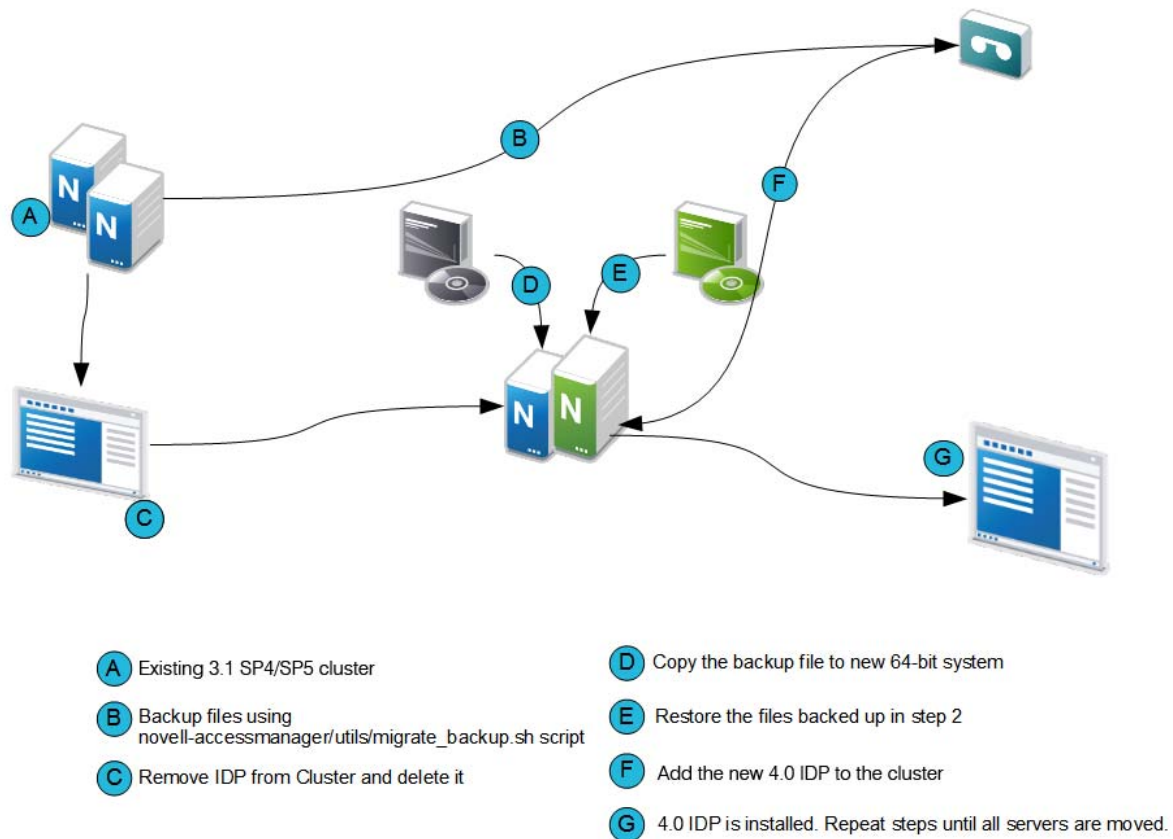 B
F
N
A
N
D
E
N
N
G
C
A Existing 3.1 SP4/SP5 cluster
B Backup files using
novell-accessmanager/utils/migrate_backup.sh script
C Remove IDP from Cluster and delete it
D Copy the backup file to new 64-bit system
E Restore the files backed up in step 2
F Add the new 4.0 IDP to the cluster
G 4.0 IDP is installed. Repeat steps until all servers are moved.